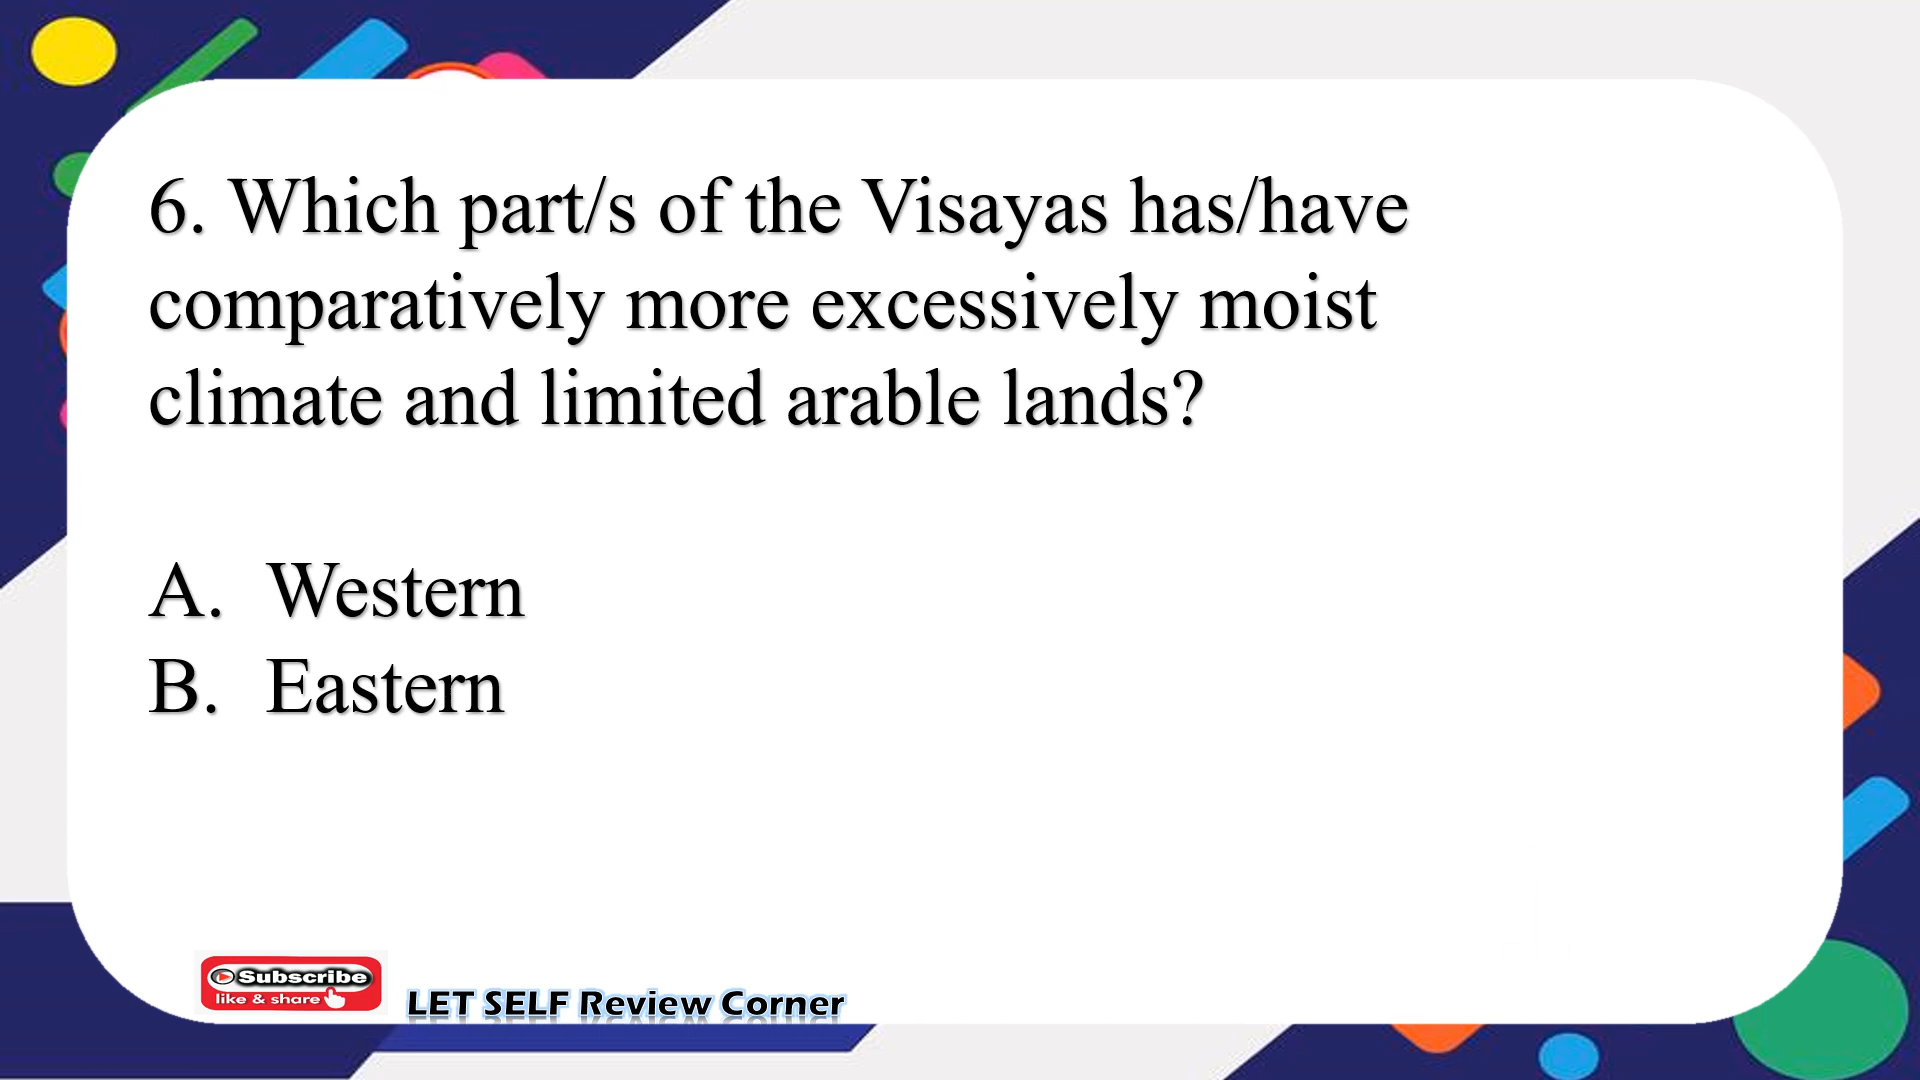 6. Which part/s of the Visayas has/have
comparatively more excessively moist
climate and limited arable lands?
A. Western
B. Eastern
Subscribe
like & share
LET SELF Review Corner